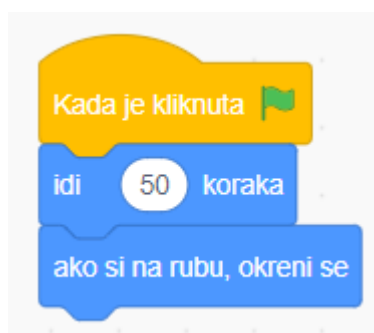 Kada je kliknuta
idi 50 koraka
ako si na rubu, okreni se